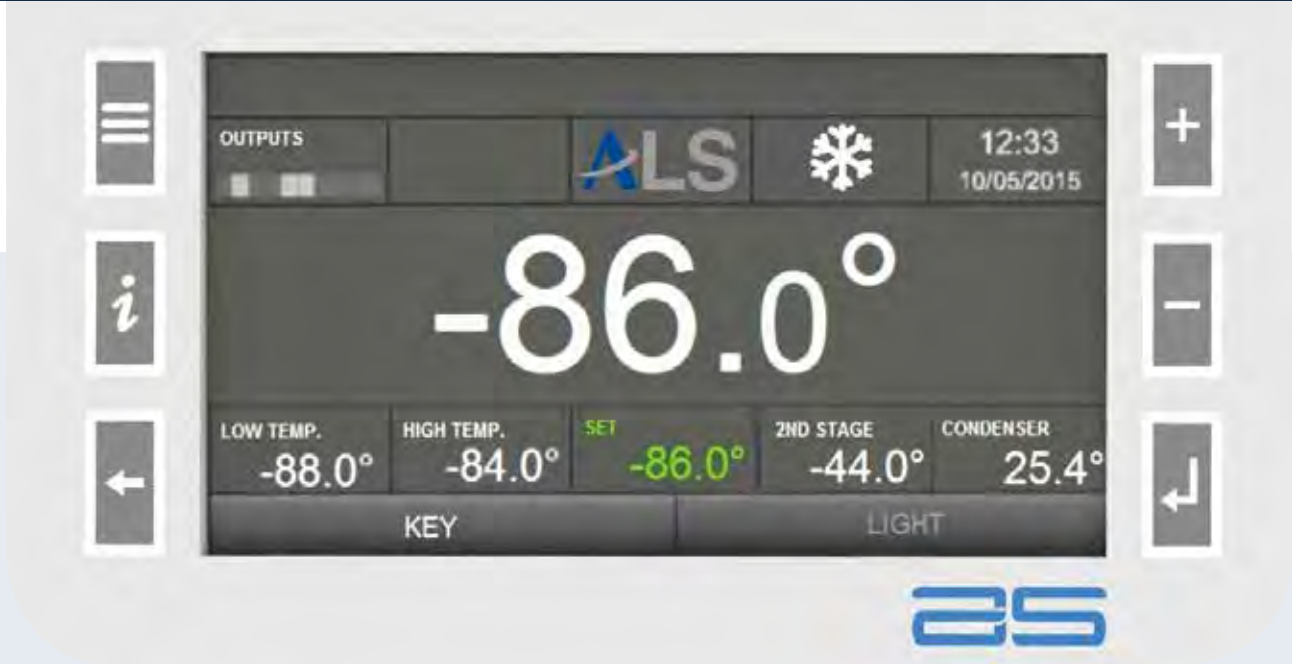 OUTPUTS
ALS
12:33
10/05/2015
-86.0°
LOW TEMP.
-88.0°
HIGH TEMP.
-84.0°
SET
-86.0°
2ND STAGE
-44.0°
CONDENSER
25.4°
KEY
LIGHT
i
+
-
as